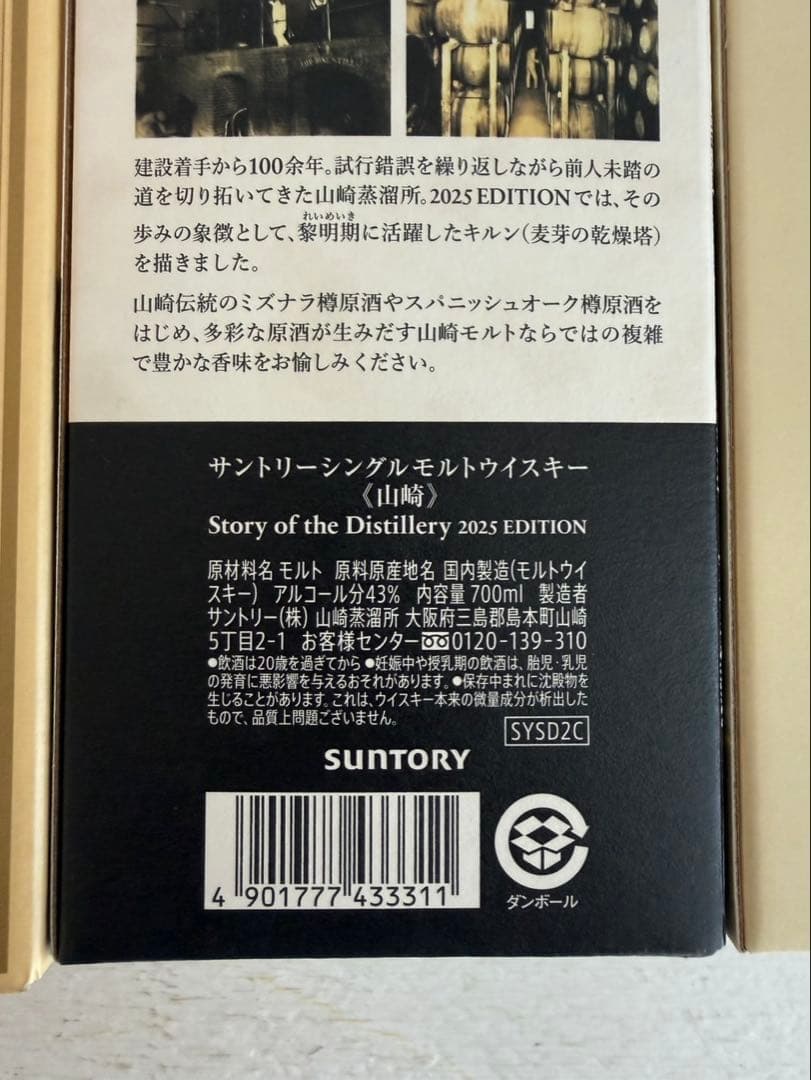 建設着手から100余年。試行錯誤を繰り返しながら前人未踏の
道を切り拓いてきた山崎蒸溜所。2025 EDITIONでは、その
れいめいき
歩みの象徴として、黎明期に活躍したキルン（麦芽の乾燥塔）
を描きました。
山崎伝統のミズナラ樽原酒やスパニッシュオーク樽原酒を
はじめ、多彩な原酒が生みだす山崎モルトならではの複雑
で豊かな香味をお愉しみください。
サントリーシングルモルトウイスキー
《山崎》
Story of the Distillery 2025 EDITION
原材料名 モルト 原料原産地名 国内製造(モルトウイ
スキー) アルコール分43% 内容量 700ml 製造者
サントリー(株) 山崎蒸溜所 大阪府三島郡島本町山崎
5丁目2-1 お客様センター 0120-139-310
●飲酒は20歳を過ぎてから ●妊娠中や授乳期の飲酒は、胎児・乳児
の発育に悪影響を与えるおそれがあります。●保存中まれに沈殿物を
生じることがあります。これは、ウイスキー本来の微量成分が析出した
もので、品質上問題ございません。
SYSD2C
SUNTORY
4 901777 433311
ダンボール